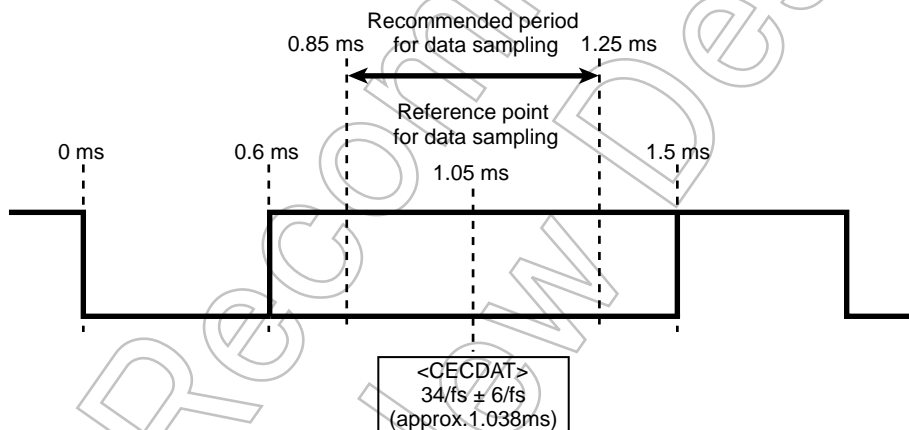 Recommended period
for data sampling
0.85 ms
1.25 ms
Reference point
for data sampling
0 ms
0.6 ms
1.05 ms
1.5 ms
<CECDAT>
34/fs ± 6/fs
(approx.1.038ms)